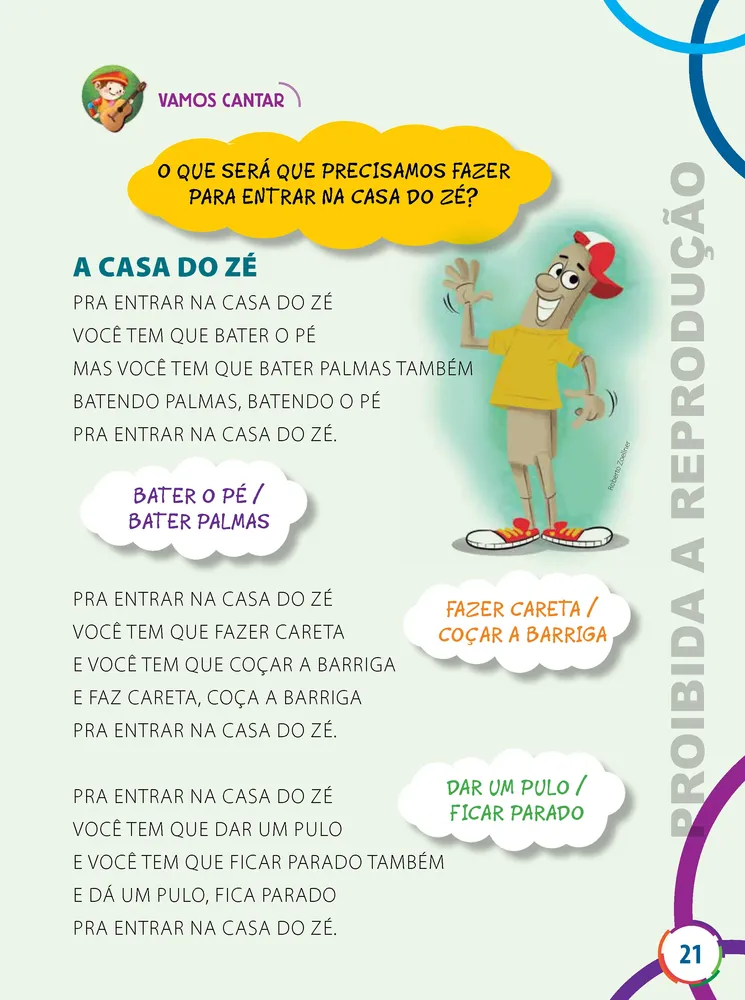 VAMOS CANTAR
O QUE SERÁ QUE PRECISAMOS FAZER
PARA ENTRAR NA CASA DO ZÉ?
A CASA DO ZÉ
PRA ENTRAR NA CASA DO ZÉ
VOCÊ TEM QUE BATER O PÉ
MAS VOCÊ TEM QUE BATER PALMAS TAMBÉM
BATENDO PALMAS, BATENDO O PÉ
PRA ENTRAR NA CASA DO ZÉ.
Roberto Zoellner
BATER O PÉ /
BATER PALMAS
PRA ENTRAR NA CASA DO ZÉ
VOCÊ TEM QUE FAZER CARETA
E VOCÊ TEM QUE COÇAR A BARRIGA
E FAZ CARETA, COÇA A BARRIGA
PRA ENTRAR NA CASA DO ZÉ.
FAZER CARETA /
COÇAR A BARRIGA
PRA ENTRAR NA CASA DO ZÉ
VOCÊ TEM QUE DAR UM PULO
E VOCÊ TEM QUE FICAR PARADO TAMBÉM
E DÁ UM PULO, FICA PARADO
PRA ENTRAR NA CASA DO ZÉ.
DAR UM PULO /
FICAR PARADO
PROIBIDA A REPRODUÇÃO
21